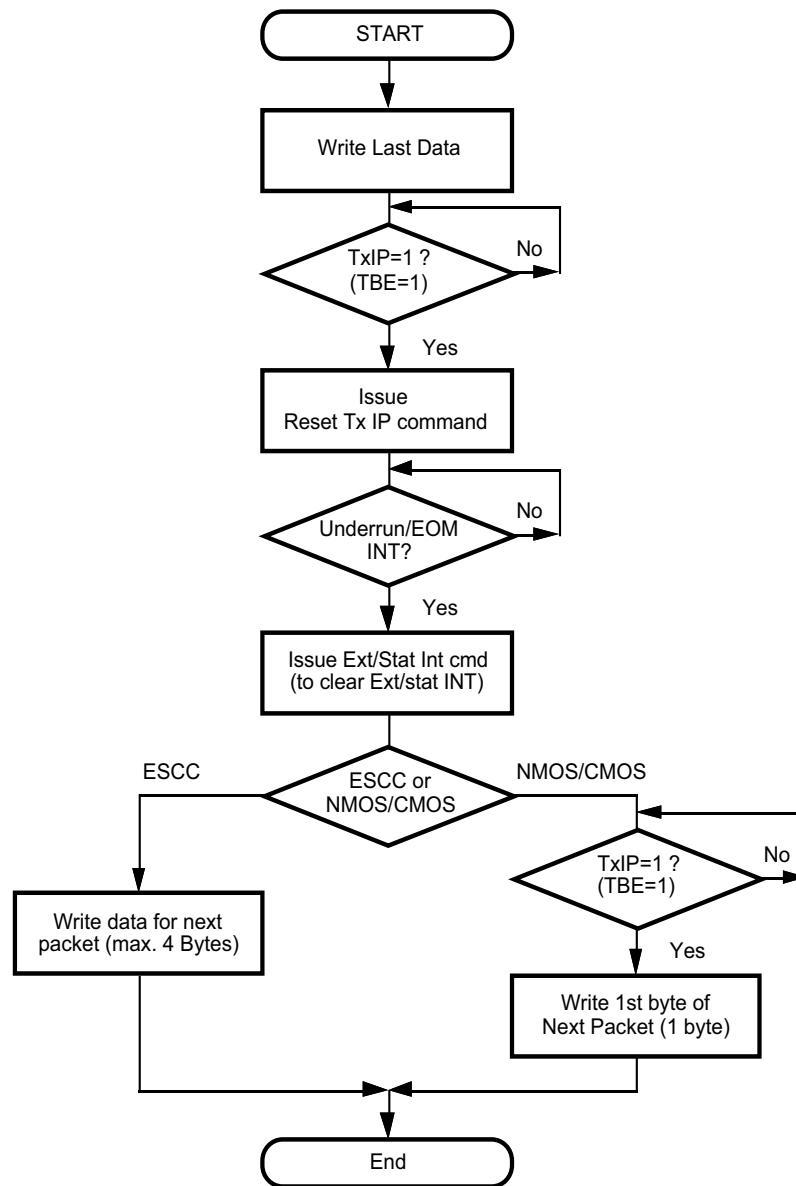 START
Write Last Data
TxIP=1 ?
(TBE=1)
No
Yes
Issue
Reset Tx IP command
Underrun/EOM
INT?
No
Yes
Issue Ext/Stat Int cmd
(to clear Ext/stat INT)
ESCC
ESCC or
NMOS/CMOS
NMOS/CMOS
TxIP=1 ?
(TBE=1)
No
Yes
Write data for next
packet (max. 4 Bytes)
Write 1st byte of
Next Packet (1 byte)
End